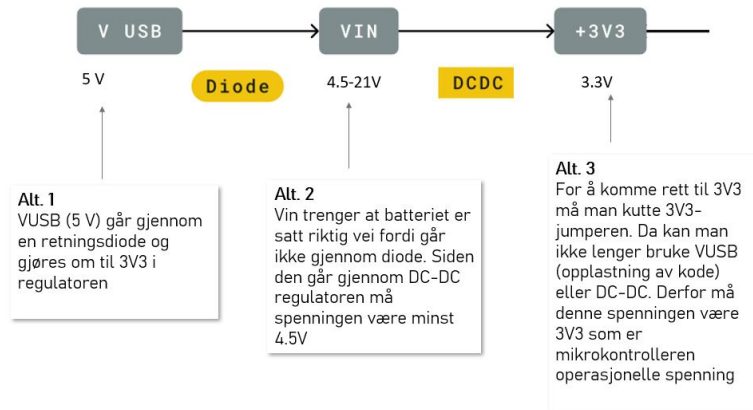 V USB
VIN
+3V3
5 V
Diode
4.5-21V
DCDC
3.3V
Alt. 1
VUSB (5 V) går gjennom
en retningsdiode og
gjøres om til 3V3 i
regulatoren
Alt. 2
Vin trenger at batteriet er
satt riktig vei fordi går
ikke gjennom diode. Siden
den går gjennom DC-DC
regulatoren må
spenningen være minst
4.5V
Alt. 3
For å komme rett til 3V3
må man kutte 3V3-
jumperen. Da kan man
ikke lenger bruke VUSB
(opplastning av kode)
eller DC-DC. Derfor må
denne spenningen være
3V3 som er
mikrokontrolleren
operasjonelle spenning